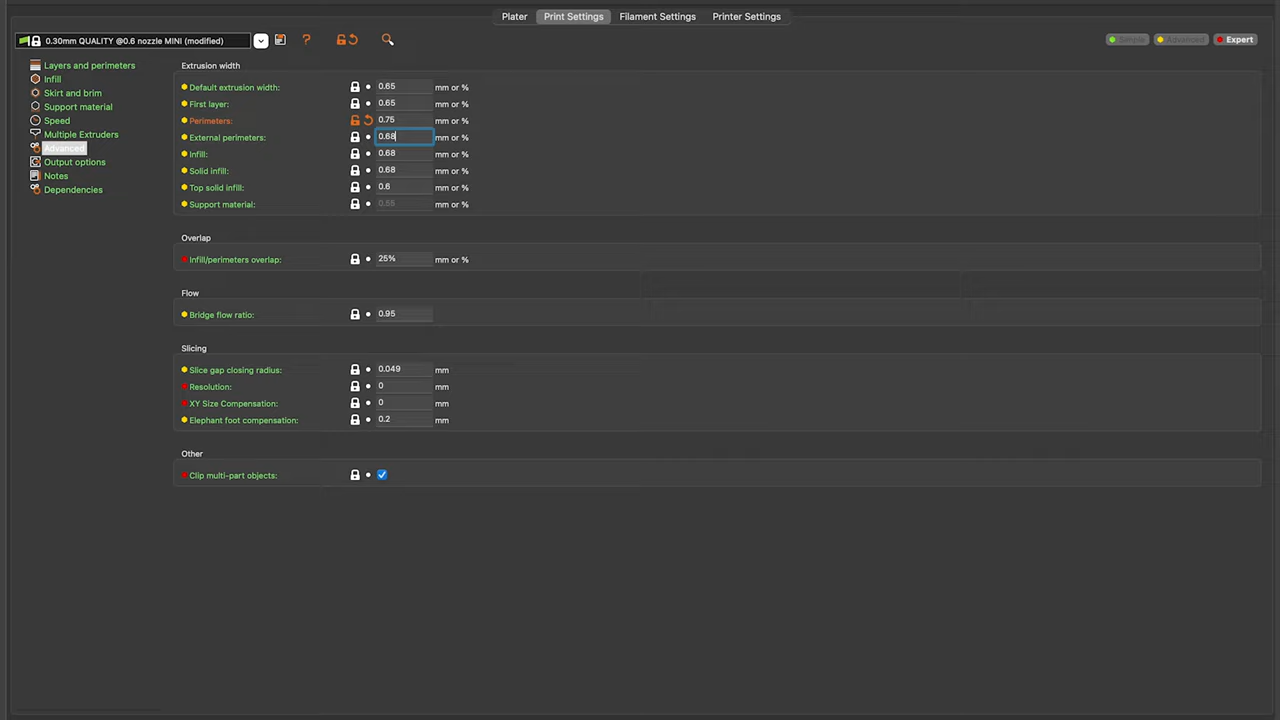 Plater Print Settings Filament Settings Printer Settings
0.30mm QUALITY @0.6 nozzle MINI (modified) ? Simple Advanced Expert
Layers and perimeters
Infill
Skirt and brim
Support material
Speed
Multiple Extruders
Advanced
Output options
Notes
Dependencies
Extrusion width
Default extrusion width: 0.65 mm or %
First layer: 0.65 mm or %
Perimeters: 0.75 mm or %
External perimeters: 0.68 mm or %
Infill: 0.68 mm or %
Solid infill: 0.68 mm or %
Top solid infill: 0.6 mm or %
Support material: 0.55 mm or %
Overlap
Infill/perimeters overlap: 25% mm or %
Flow
Bridge flow ratio: 0.95
Slicing
Slice gap closing radius: 0.049 mm
Resolution: 0 mm
XY Size Compensation: 0 mm
Elephant foot compensation: 0.2 mm
Other
Clip multi-part objects: